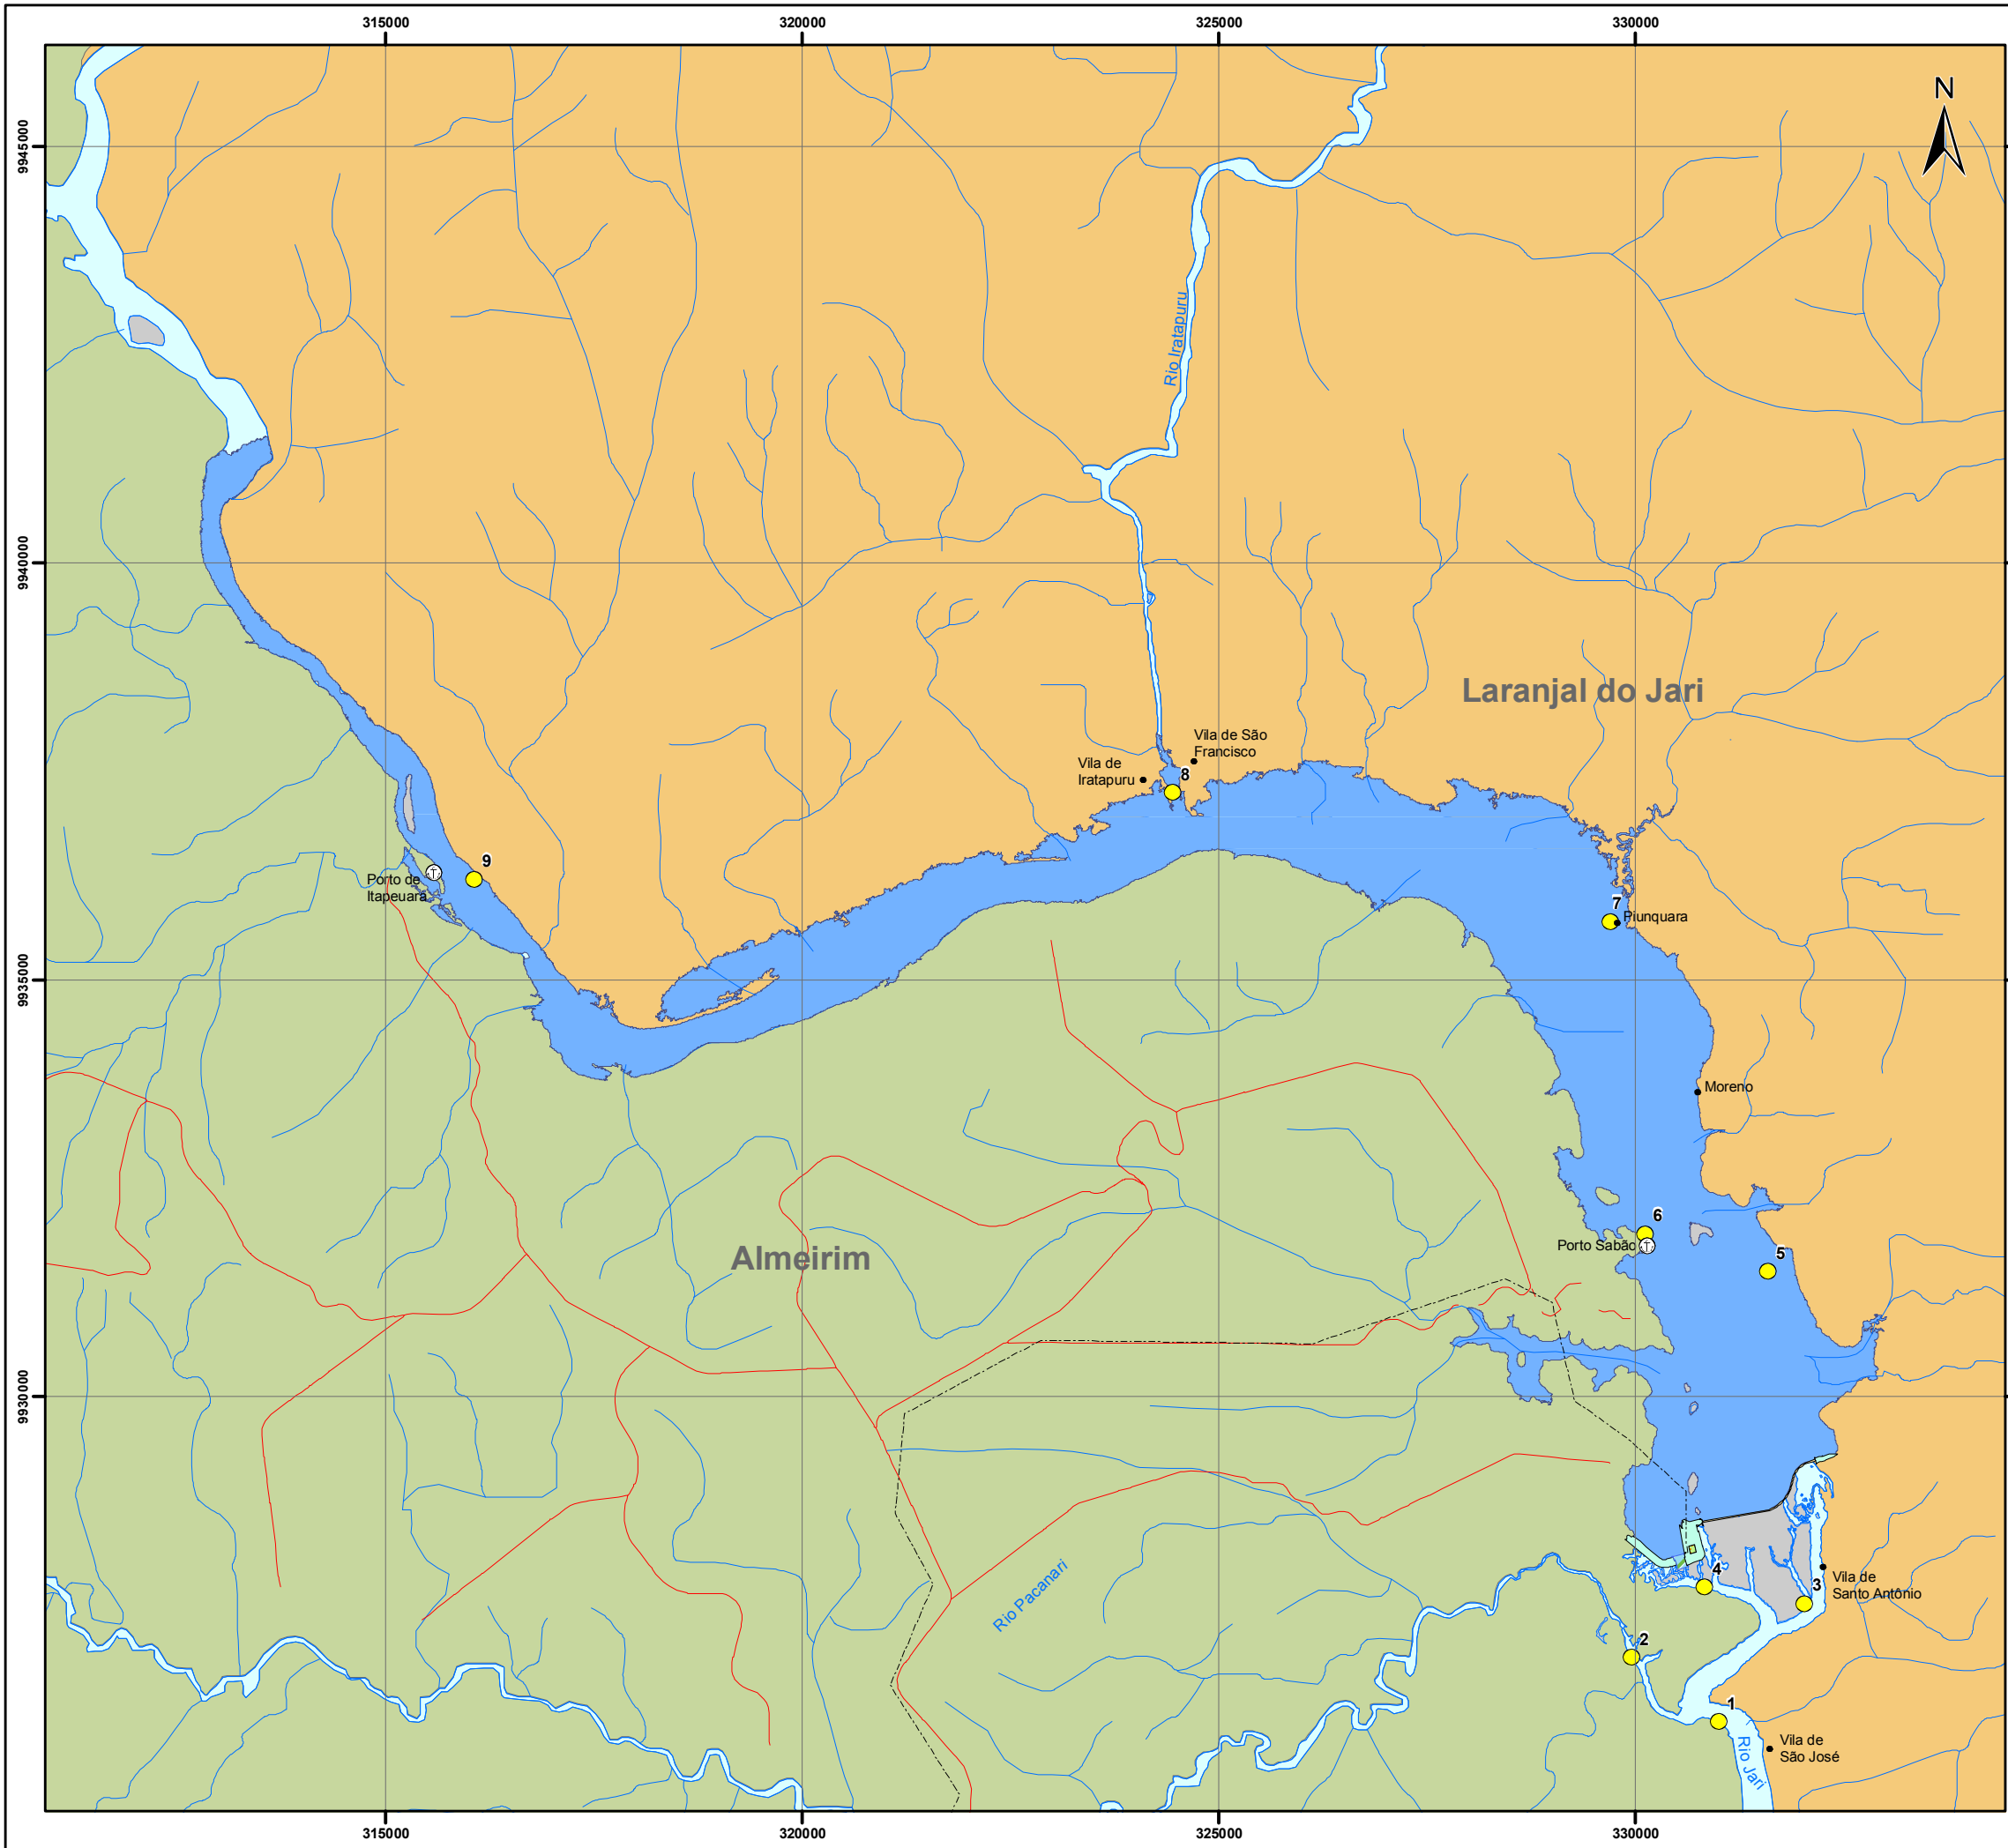 315000
320000
325000
330000
N
9945000
Rio Iratapuru
9940000
Laranjal do Jari
Vila de São
Francisco
Vila de
Iratapuru
8
9
Porto de
Itapeuara
7
Piunquara
9935000
Moreno
6
Porto Sabão
5
Almeirim
9930000
4
3
Vila de
Santo Antônio
Rio Pacanari
2
1
Vila de
São José
Rio Jari
315000
320000
325000
330000